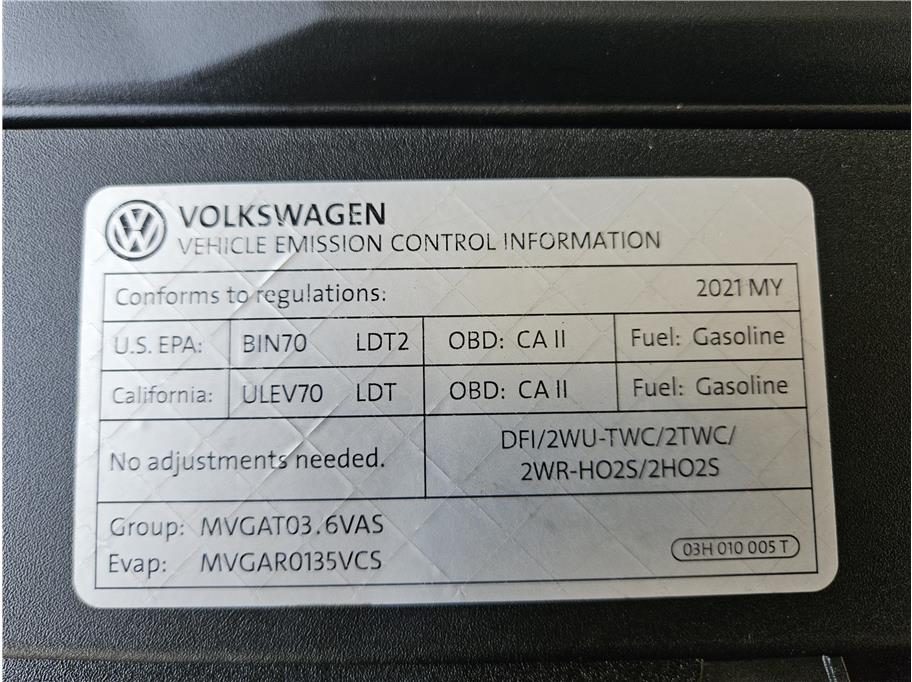 VOLKSWAGEN
VEHICLE EMISSION CONTROL INFORMATION
Conforms to regulations: 2021 MY
U.S. EPA: BIN70 LDT2 OBD: CA II Fuel: Gasoline
California: ULEV70 LDT OBD: CA II Fuel: Gasoline
No adjustments needed.
DFI/2WU-TWC/2TWC/
2WR-HO2S/2HO2S
Group: MVGAT03.6VAS
Evap: MVGAR0135VCS
03H 010 005 T